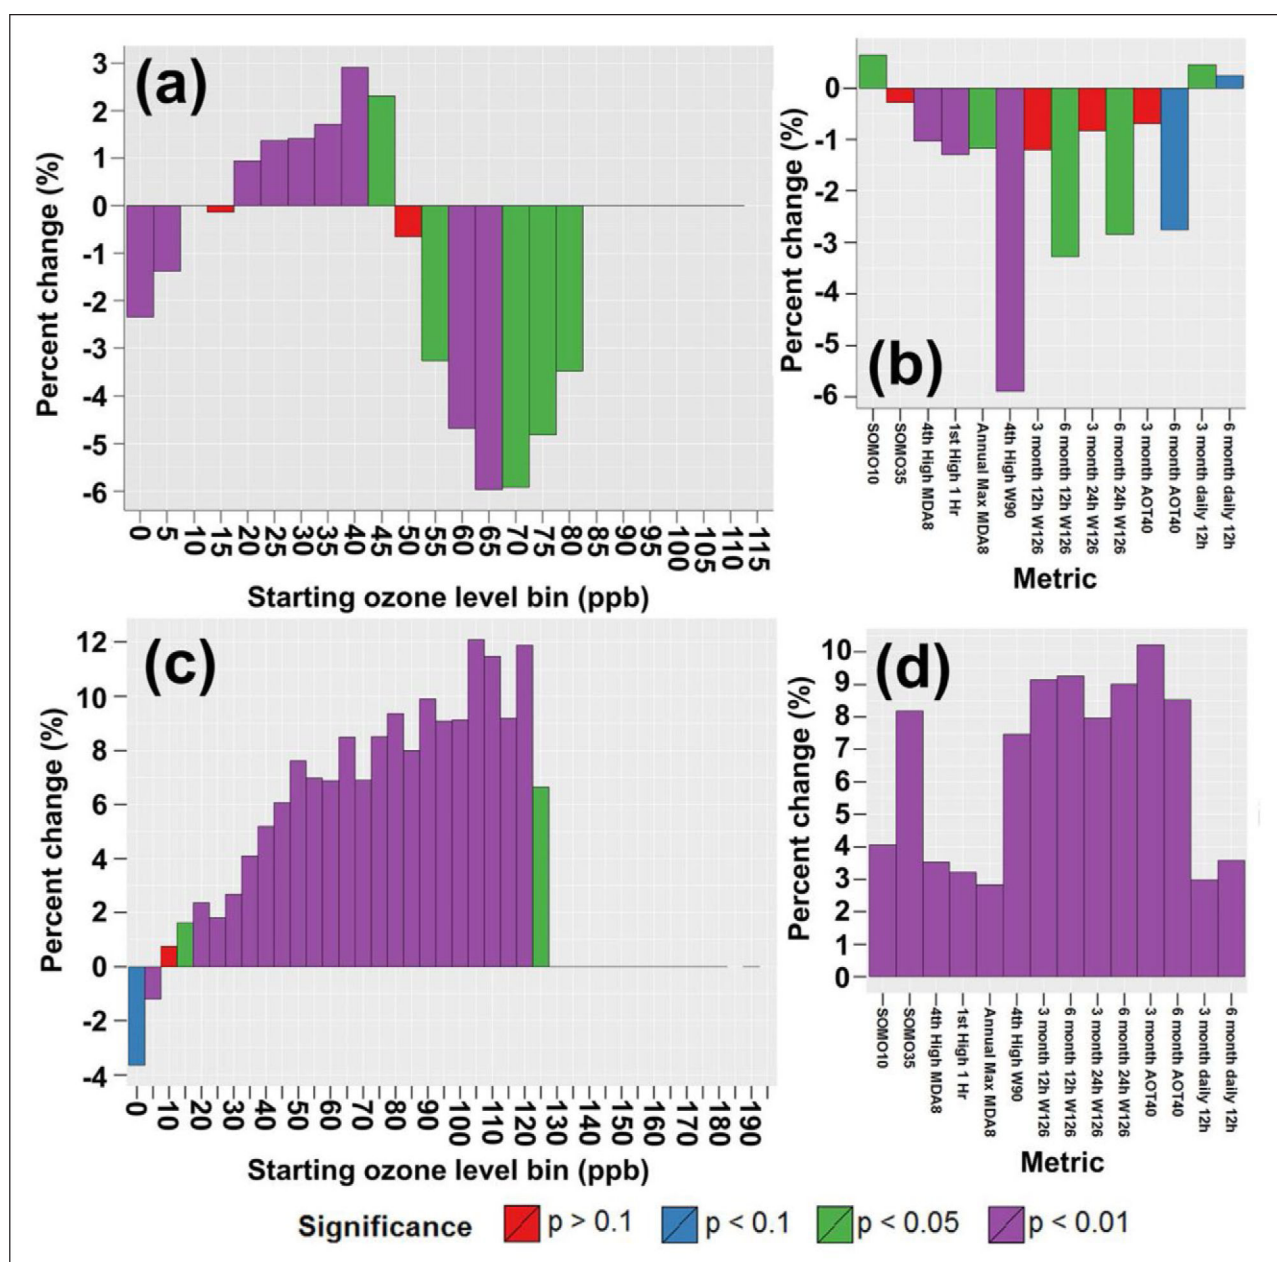 (a)
Percent change (%)
3
2
1
0
-1
-2
-3
-4
-5
-6
0 5 10 15 20 25 30 35 40 45 50 55 60 65 70 75 80 85 90 95 100 105 110 115
Starting ozone level bin (ppb)
(b)
Percent change (%)
0
-1
-2
-3
-4
-5
-6
SOMO10
SOMO35
4th High MDA8
1st High 1 Hr
Annual Max MDA8
4th High W90
3 month 12h W126
6 month 12h W126
3 month 24h W126
6 month 24h W126
3 month AOT40
6 month AOT40
3 month daily 12h
6 month daily 12h
Metric
(c)
Percent change (%)
12
10
8
6
4
2
0
-2
-4
0 10 20 30 40 50 60 70 80 90 100 110 120 130 140 150 160 170 180 190
Starting ozone level bin (ppb)
(d)
Percent change (%)
10
9
8
7
6
5
4
3
2
1
0
SOMO10
SOMO35
4th High MDA8
1st High 1 Hr
Annual Max MDA8
4th High W90
3 month 12h W126
6 month 12h W126
3 month 24h W126
6 month 24h W126
3 month AOT40
6 month AOT40
3 month daily 12h
6 month daily 12h
Metric
Significance p > 0.1 p < 0.1 p < 0.05 p < 0.01